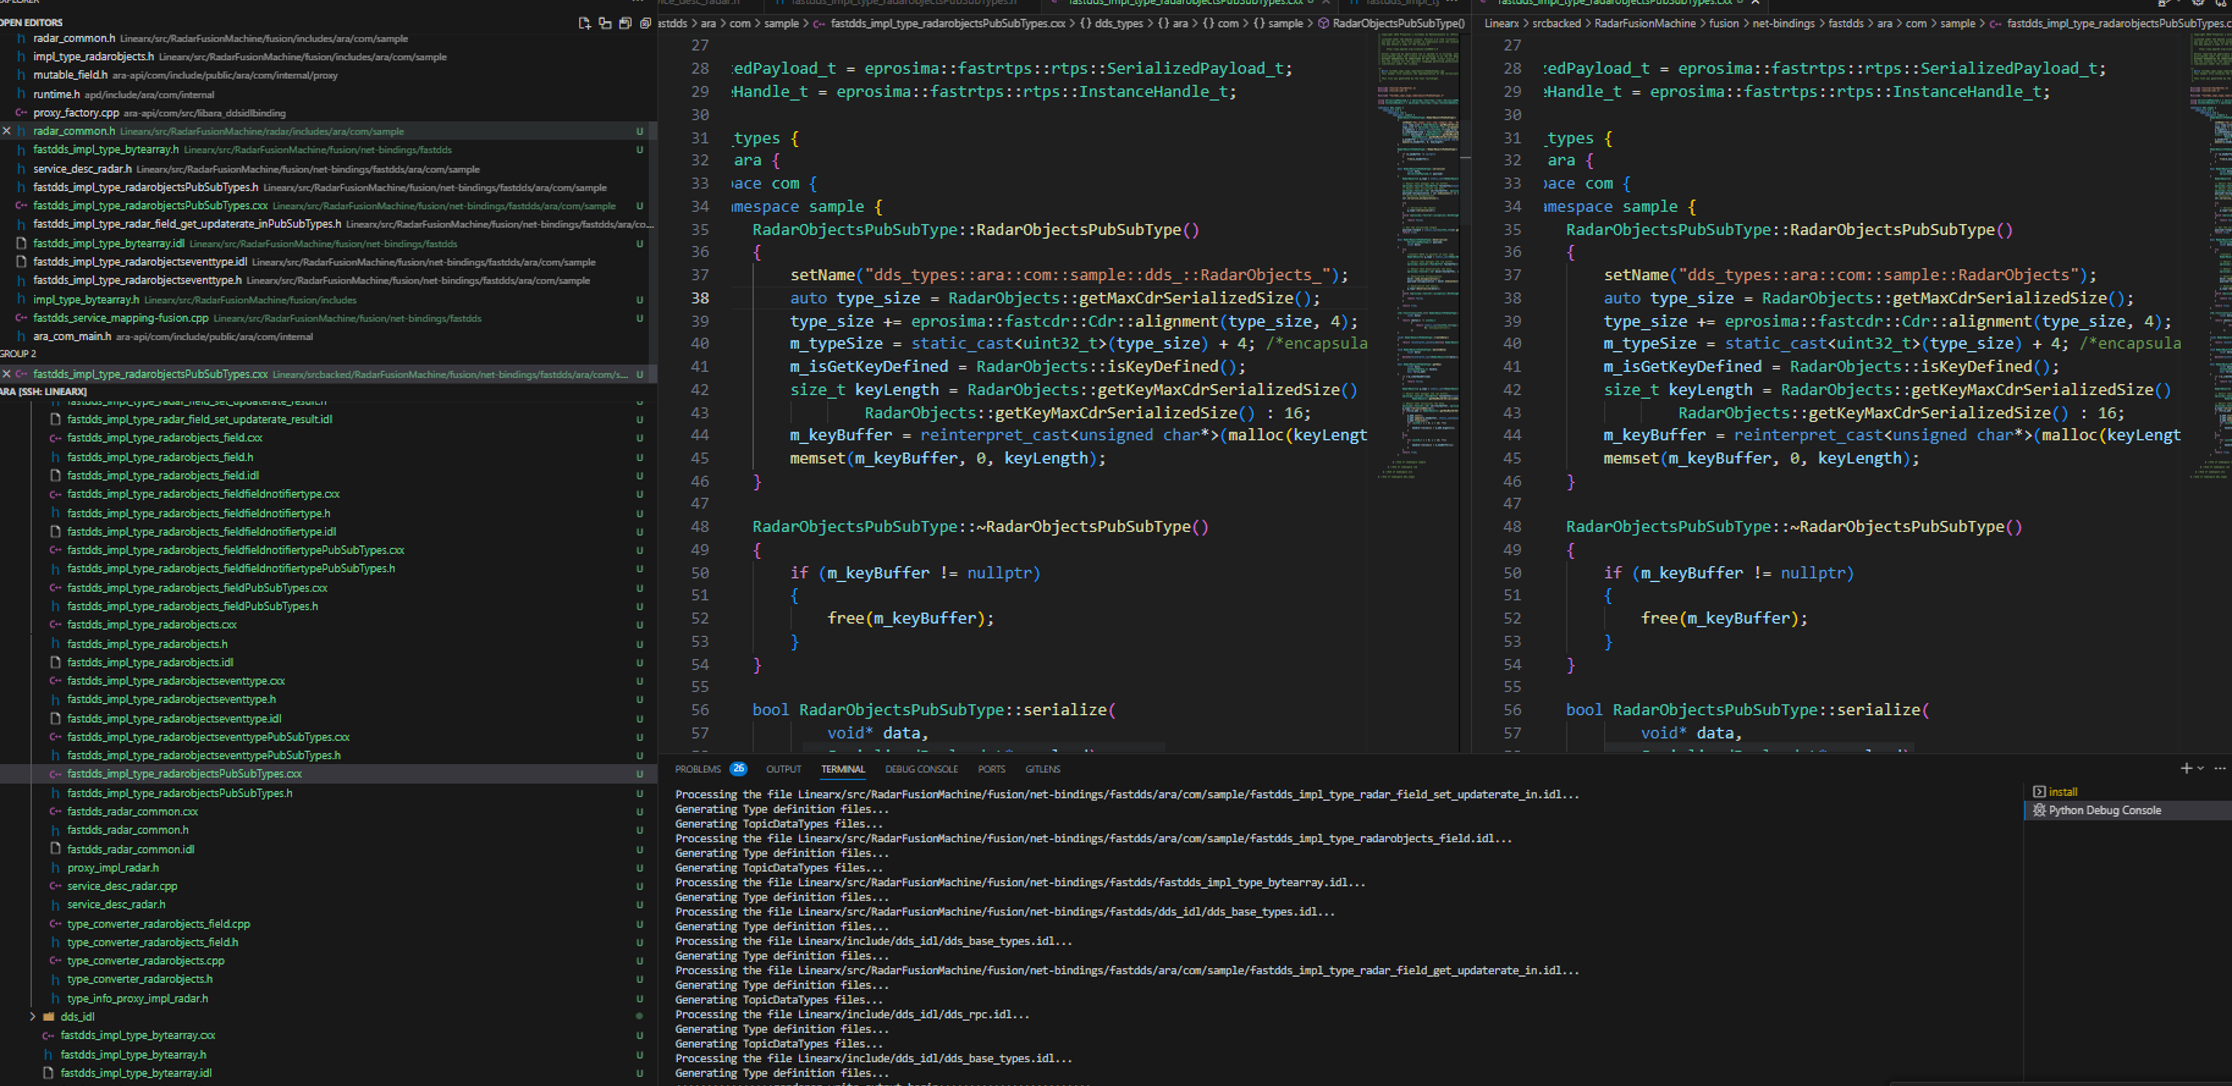 OPEN EDITORS
radar_common.h Linearx/src/RadarFusionMachine/fusion/includes/ara/com/sample
impl_type_radarobjects.h Linearx/src/RadarFusionMachine/fusion/includes/ara/com/sample
mutable_field.h ara-api/com/include/public/ara/com/internal/proxy
runtime.h apd/include/ara/com/internal
proxy_factory.cpp ara-api/com/src/libara_ddsidlbinding
radar_common.h Linearx/src/RadarFusionMachine/radar/includes/ara/com/sample U
fastdds_impl_type_bytearray.h Linearx/src/RadarFusionMachine/fusion/net-bindings/fastdds U
service_desc_radar.h Linearx/src/RadarFusionMachine/fusion/net-bindings/fastdds/ara/com/sample
fastdds_impl_type_radarobjectsPubSubTypes.h Linearx/src/RadarFusionMachine/fusion/net-bindings/fastdds/ara/com/sample
fastdds_impl_type_radarobjectsPubSubTypes.cxx Linearx/src/RadarFusionMachine/fusion/net-bindings/fastdds/ara/com/sample U
fastdds_impl_type_radar_field_get_updaterate_inPubSubTypes.h Linearx/src/RadarFusionMachine/fusion/net-bindings/fastdds/ara/co...
fastdds_impl_type_bytearray.idl Linearx/src/RadarFusionMachine/fusion/net-bindings/fastdds U
fastdds_impl_type_radarobjectseventtype.idl Linearx/src/RadarFusionMachine/fusion/net-bindings/fastdds/ara/com/sample
fastdds_impl_type_radarobjectseventtype.h Linearx/src/RadarFusionMachine/fusion/net-bindings/fastdds/ara/com/sample
impl_type_bytearray.h Linearx/src/RadarFusionMachine/fusion/includes U
fastdds_service_mapping-fusion.cpp Linearx/src/RadarFusionMachine/fusion/net-bindings/fastdds U
ara_com_main.h ara-api/com/include/public/ara/com/internal
GROUP 2
fastdds_impl_type_radarobjectsPubSubTypes.cxx Linearx/srcbacked/RadarFusionMachine/fusion/net-bindings/fastdds/ara/com/s... U
ARA [SSH: LINEARX]
fastdds_impl_type_radar_field_set_updaterate_result.h U
fastdds_impl_type_radar_field_set_updaterate_result.idl U
fastdds_impl_type_radarobjects_field.cxx U
fastdds_impl_type_radarobjects_field.h U
fastdds_impl_type_radarobjects_field.idl U
fastdds_impl_type_radarobjects_fieldfieldnotifiertype.cxx U
fastdds_impl_type_radarobjects_fieldfieldnotifiertype.h U
fastdds_impl_type_radarobjects_fieldfieldnotifiertype.idl U
fastdds_impl_type_radarobjects_fieldfieldnotifiertypePubSubTypes.cxx U
fastdds_impl_type_radarobjects_fieldfieldnotifiertypePubSubTypes.h U
fastdds_impl_type_radarobjects_fieldPubSubTypes.cxx U
fastdds_impl_type_radarobjects_fieldPubSubTypes.h U
fastdds_impl_type_radarobjects.cxx U
fastdds_impl_type_radarobjects.h U
fastdds_impl_type_radarobjects.idl U
fastdds_impl_type_radarobjectseventtype.cxx U
fastdds_impl_type_radarobjectseventtype.h U
fastdds_impl_type_radarobjectseventtype.idl U
fastdds_impl_type_radarobjectseventtypePubSubTypes.cxx U
fastdds_impl_type_radarobjectseventtypePubSubTypes.h U
fastdds_impl_type_radarobjectsPubSubTypes.cxx U
fastdds_impl_type_radarobjectsPubSubTypes.h U
fastdds_radar_common.cxx U
fastdds_radar_common.h U
fastdds_radar_common.idl U
proxy_impl_radar.h U
service_desc_radar.cpp U
service_desc_radar.h U
type_converter_radarobjects_field.cpp U
type_converter_radarobjects_field.h U
type_converter_radarobjects.cpp U
type_converter_radarobjects.h U
type_info_proxy_impl_radar.h U
dds_idl
fastdds_impl_type_bytearray.cxx U
fastdds_impl_type_bytearray.h U
fastdds_impl_type_bytearray.idl U
astdds > ara > com > sample > fastdds_impl_type_radarobjectsPubSubTypes.cxx > {} dds_types > {} ara > {} com > {} sample > RadarObjectsPubSubType()
27
28 zedPayload_t = eprosima::fastrtps::rtps::SerializedPayload_t;
29 eHandle_t = eprosima::fastrtps::rtps::InstanceHandle_t;
30
31 _types {
32 ara {
33 pace com {
34 amespace sample {
35 RadarObjectsPubSubType::RadarObjectsPubSubType()
36 {
37 setName("dds_types::ara::com::sample::dds_::RadarObjects_");
38 auto type_size = RadarObjects::getMaxCdrSerializedSize();
39 type_size += eprosima::fastcdr::Cdr::alignment(type_size, 4);
40 m_typeSize = static_cast<uint32_t>(type_size) + 4; /*encapsula
41 m_isGetKeyDefined = RadarObjects::isKeyDefined();
42 size_t keyLength = RadarObjects::getKeyMaxCdrSerializedSize()
43 RadarObjects::getKeyMaxCdrSerializedSize() : 16;
44 m_keyBuffer = reinterpret_cast<unsigned char*>(malloc(keyLengt
45 memset(m_keyBuffer, 0, keyLength);
46 }
47
48 RadarObjectsPubSubType::~RadarObjectsPubSubType()
49 {
50 if (m_keyBuffer != nullptr)
51 {
52 free(m_keyBuffer);
53 }
54 }
55
56 bool RadarObjectsPubSubType::serialize(
57 void* data,
Linearx > srcbacked > RadarFusionMachine > fusion > net-bindings > fastdds > ara > com > sample > fastdds_impl_type_radarobjectsPubSubTypes.c
27
28 zedPayload_t = eprosima::fastrtps::rtps::SerializedPayload_t;
29 eHandle_t = eprosima::fastrtps::rtps::InstanceHandle_t;
30
31 _types {
32 ara {
33 pace com {
34 amespace sample {
35 RadarObjectsPubSubType::RadarObjectsPubSubType()
36 {
37 setName("dds_types::ara::com::sample::RadarObjects");
38 auto type_size = RadarObjects::getMaxCdrSerializedSize();
39 type_size += eprosima::fastcdr::Cdr::alignment(type_size, 4);
40 m_typeSize = static_cast<uint32_t>(type_size) + 4; /*encapsula
41 m_isGetKeyDefined = RadarObjects::isKeyDefined();
42 size_t keyLength = RadarObjects::getKeyMaxCdrSerializedSize()
43 RadarObjects::getKeyMaxCdrSerializedSize() : 16;
44 m_keyBuffer = reinterpret_cast<unsigned char*>(malloc(keyLengt
45 memset(m_keyBuffer, 0, keyLength);
46 }
47
48 RadarObjectsPubSubType::~RadarObjectsPubSubType()
49 {
50 if (m_keyBuffer != nullptr)
51 {
52 free(m_keyBuffer);
53 }
54 }
55
56 bool RadarObjectsPubSubType::serialize(
57 void* data,
PROBLEMS 26 OUTPUT TERMINAL DEBUG CONSOLE PORTS GITLENS
Processing the file Linearx/src/RadarFusionMachine/fusion/net-bindings/fastdds/ara/com/sample/fastdds_impl_type_radar_field_set_updaterate_in.idl...
Generating Type definition files...
Generating TopicDataTypes files...
Processing the file Linearx/src/RadarFusionMachine/fusion/net-bindings/fastdds/ara/com/sample/fastdds_impl_type_radarobjects_field.idl...
Generating Type definition files...
Generating TopicDataTypes files...
Processing the file Linearx/src/RadarFusionMachine/fusion/net-bindings/fastdds/fastdds_impl_type_bytearray.idl...
Generating Type definition files...
Processing the file Linearx/src/RadarFusionMachine/fusion/net-bindings/fastdds/dds_idl/dds_base_types.idl...
Generating Type definition files...
Processing the file Linearx/include/dds_idl/dds_base_types.idl...
Generating Type definition files...
Processing the file Linearx/src/RadarFusionMachine/fusion/net-bindings/fastdds/ara/com/sample/fastdds_impl_type_radar_field_get_updaterate_in.idl...
Generating Type definition files...
Generating TopicDataTypes files...
Processing the file Linearx/include/dds_idl/dds_rpc.idl...
Generating Type definition files...
Generating TopicDataTypes files...
Processing the file Linearx/include/dds_idl/dds_base_types.idl...
Generating Type definition files...
install
Python Debug Console